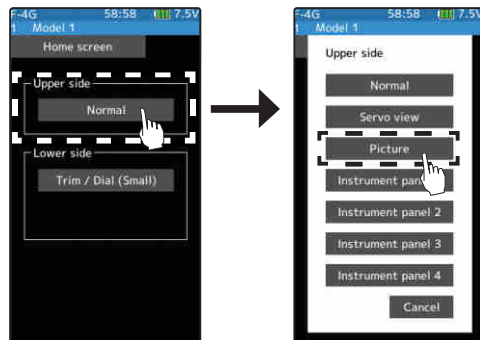 F-4G 58:58 7.5V
1 Model 1
Home screen
Upper side
Normal
Lower side
Trim / Dial (Small)
F-4G 58:58 7.5V
1 Model 1
Upper side
Normal
Servo view
Picture
Instrument panel
Instrument panel 2
Instrument panel 3
Instrument panel 4
Cancel